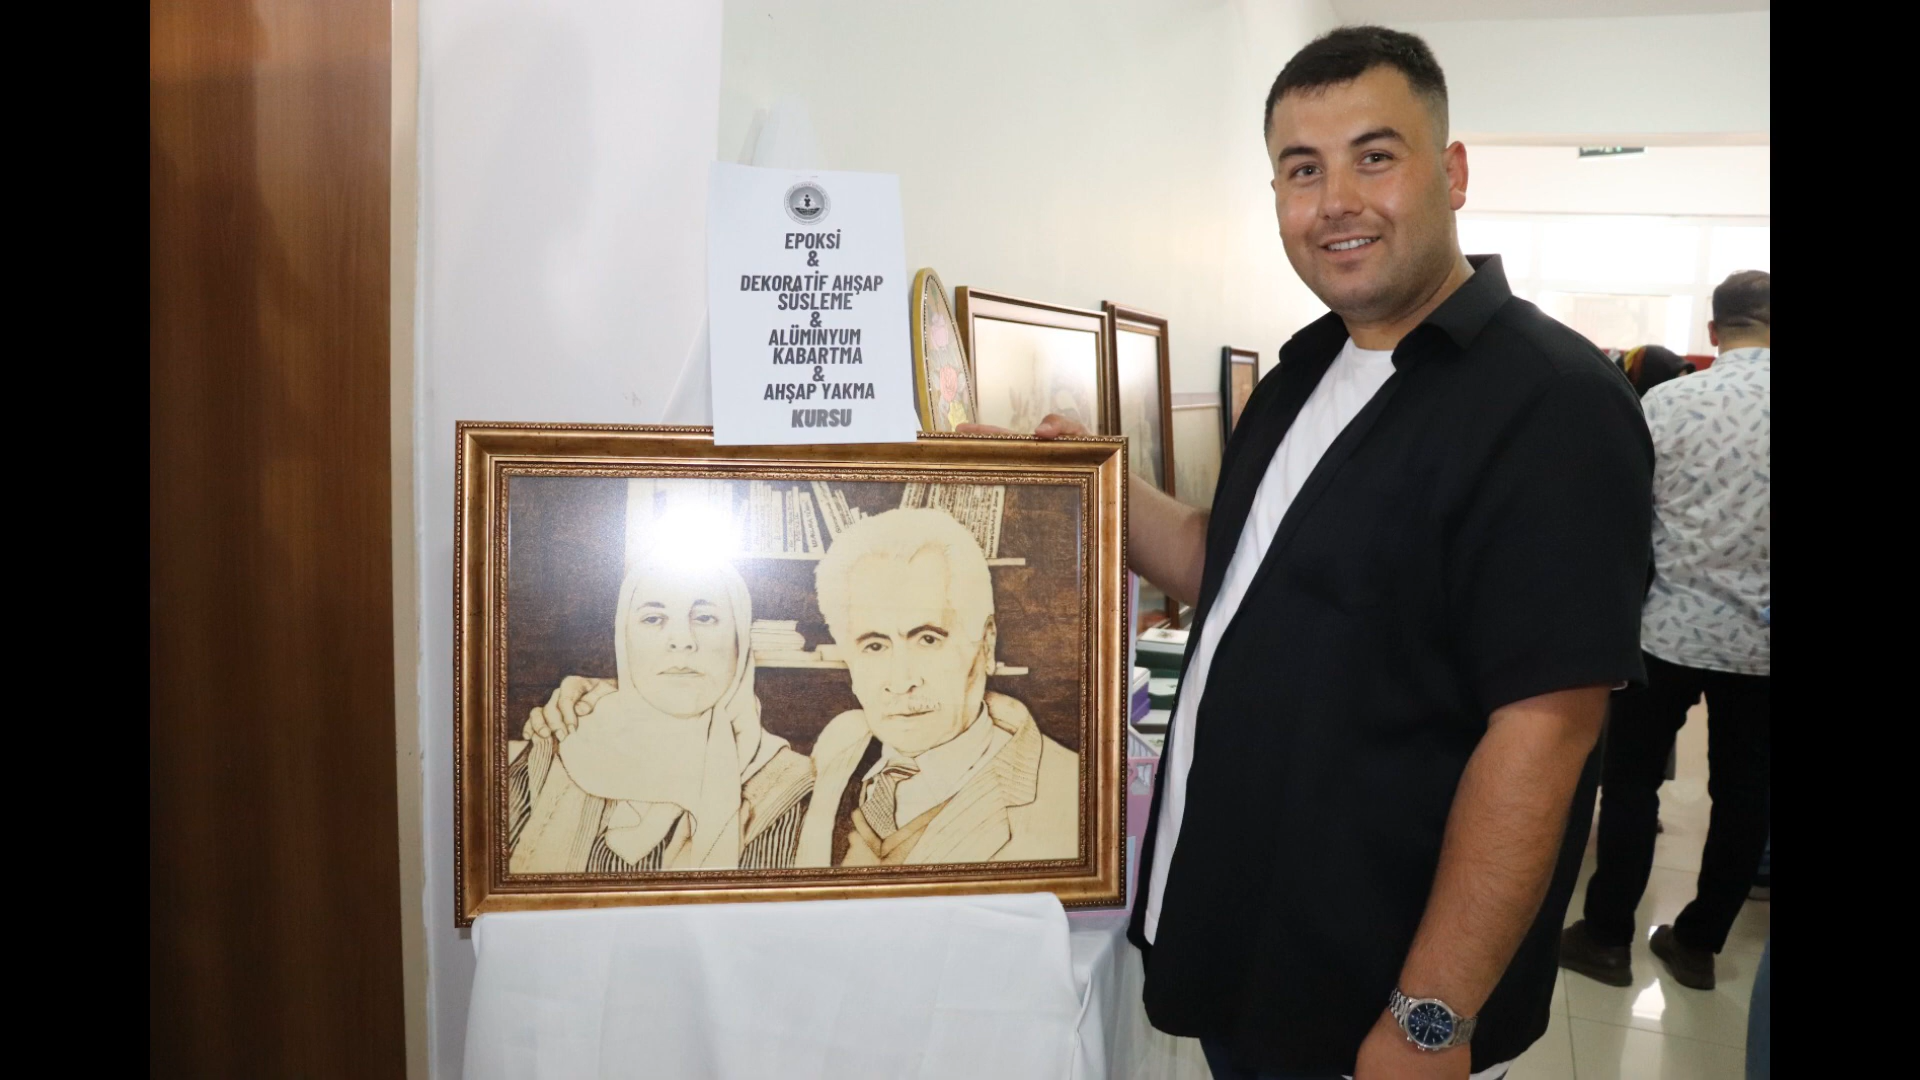 EPOKSİ
&
DEKORATİF AHŞAP
SÜSLEME
&
ALÜMİNYUM
KABARTMA
&
AHŞAP YAKMA
KURSU